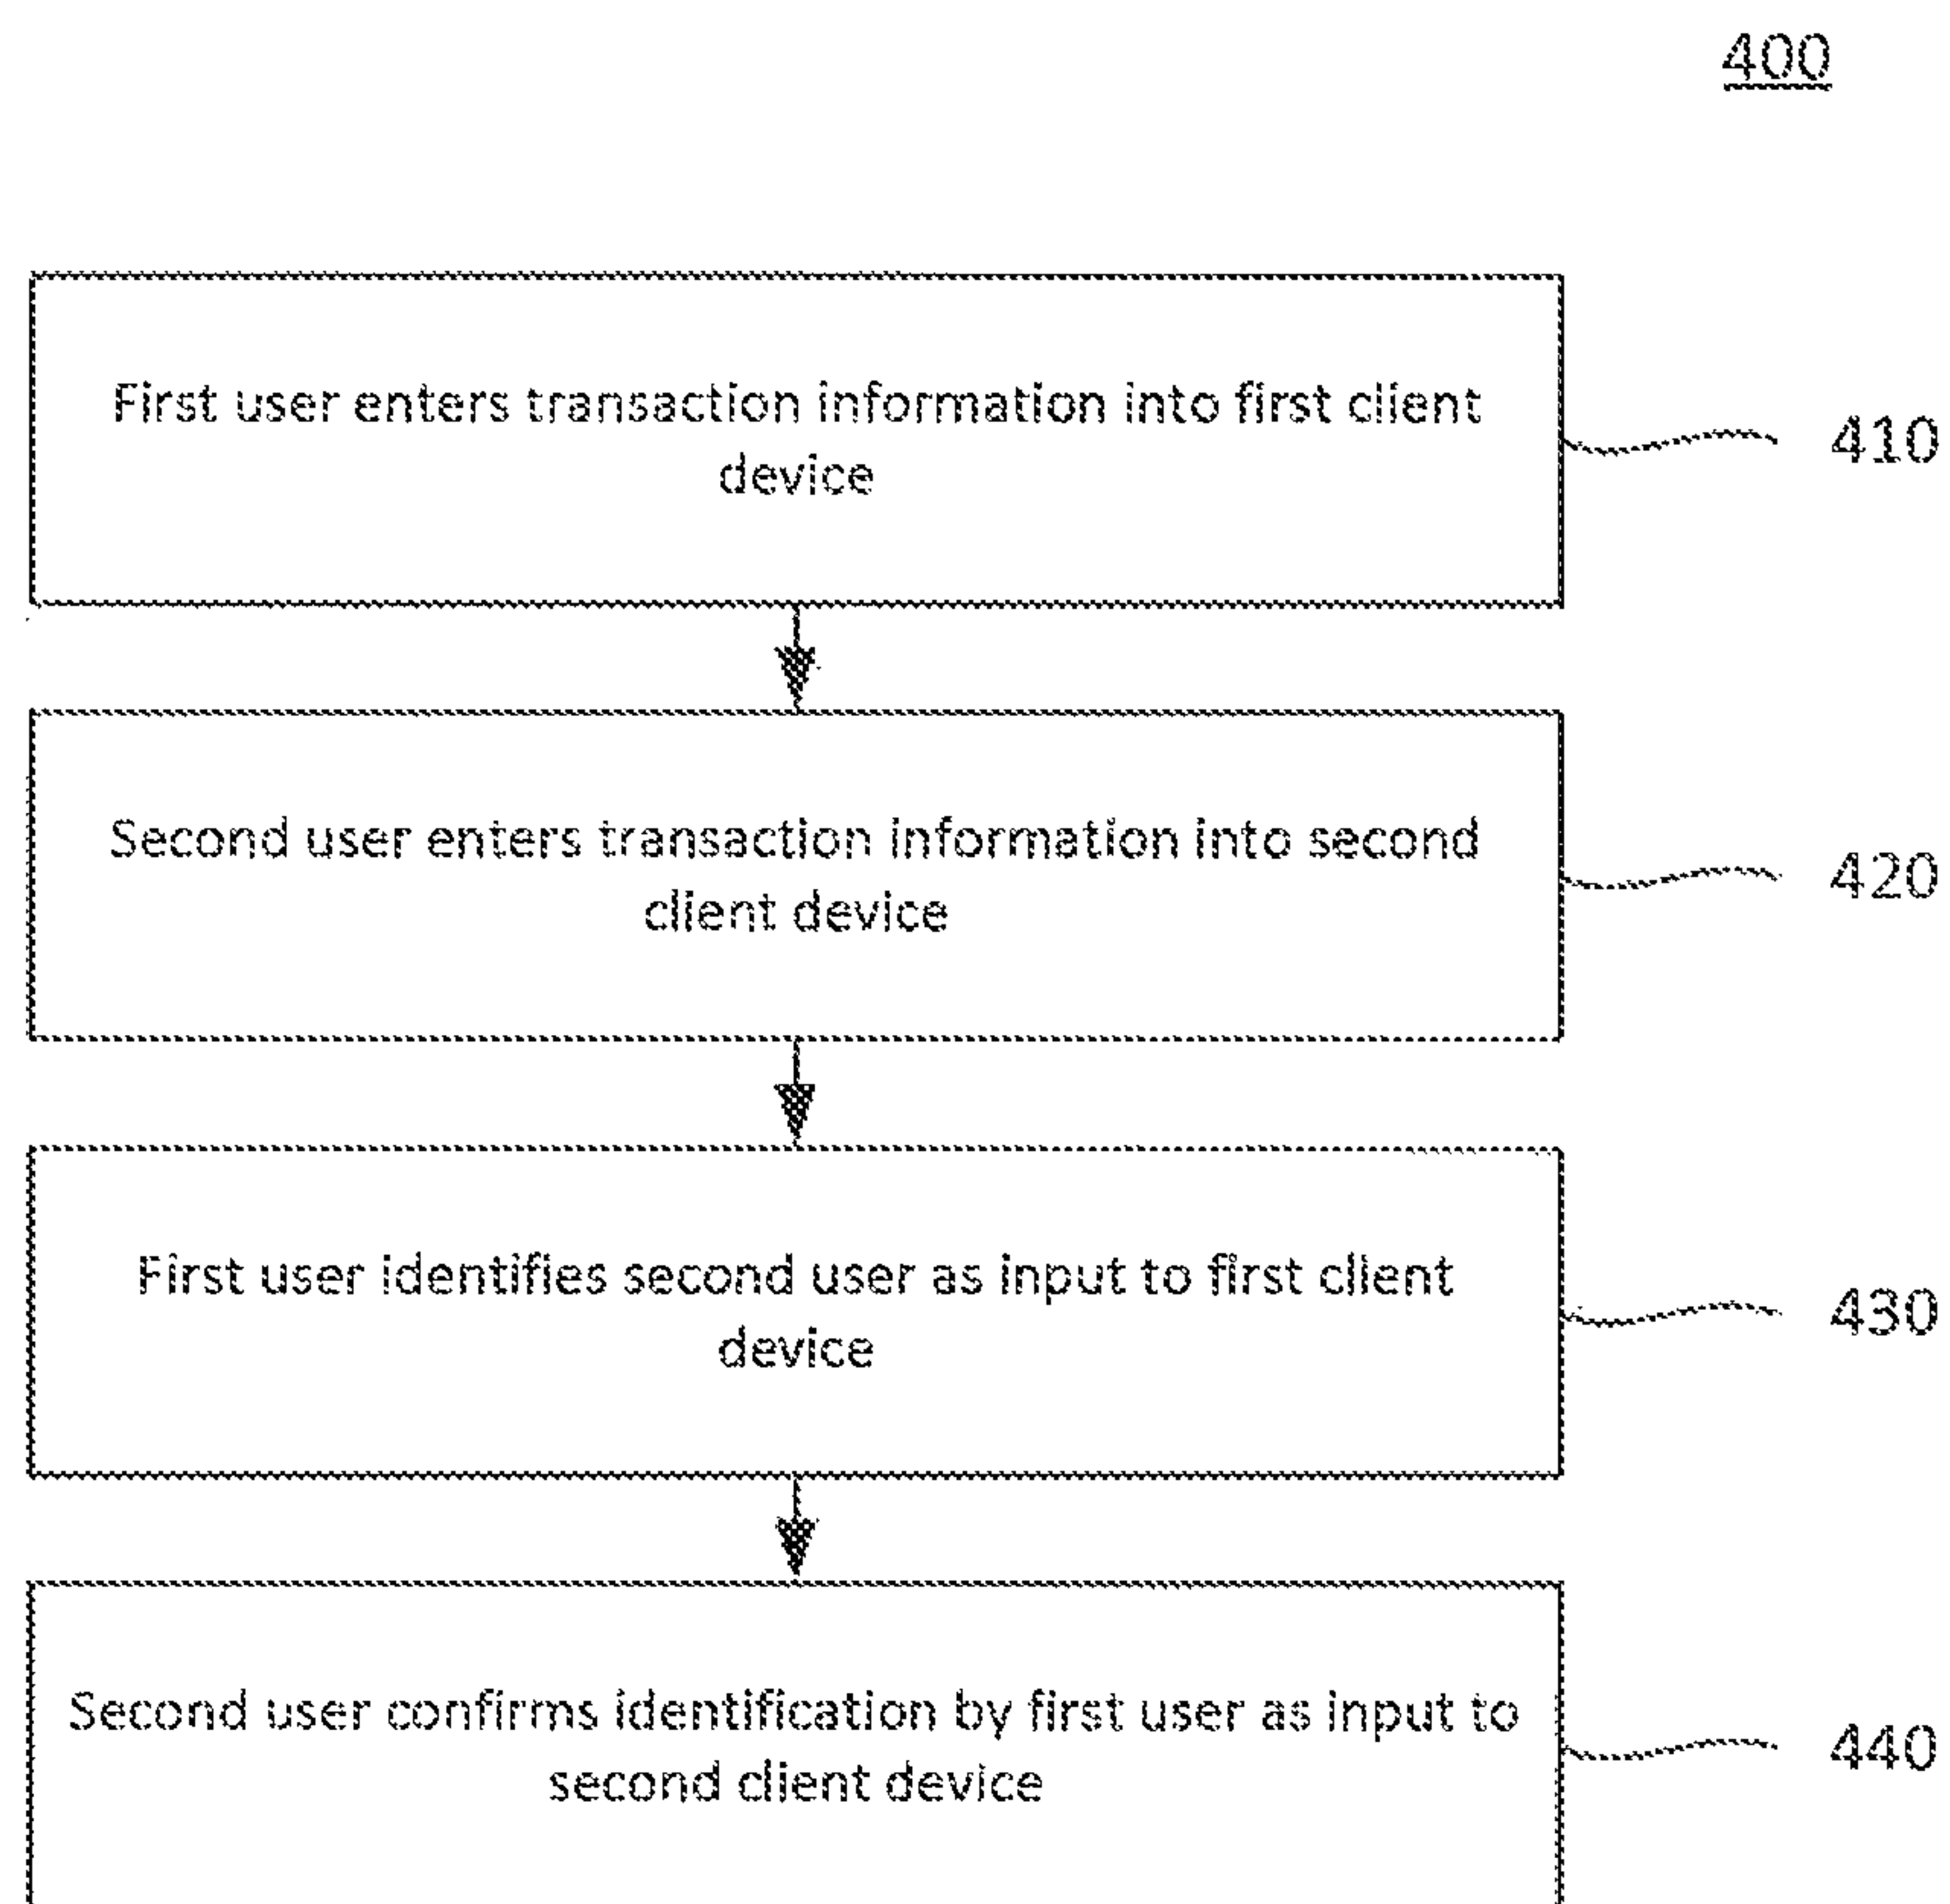 400
First user enters transaction information into first client
device
410
Second user enters transaction information into second
client device
420
First user identifies second user as input to first client
device
430
Second user confirms identification by first user as input to
second client device
440